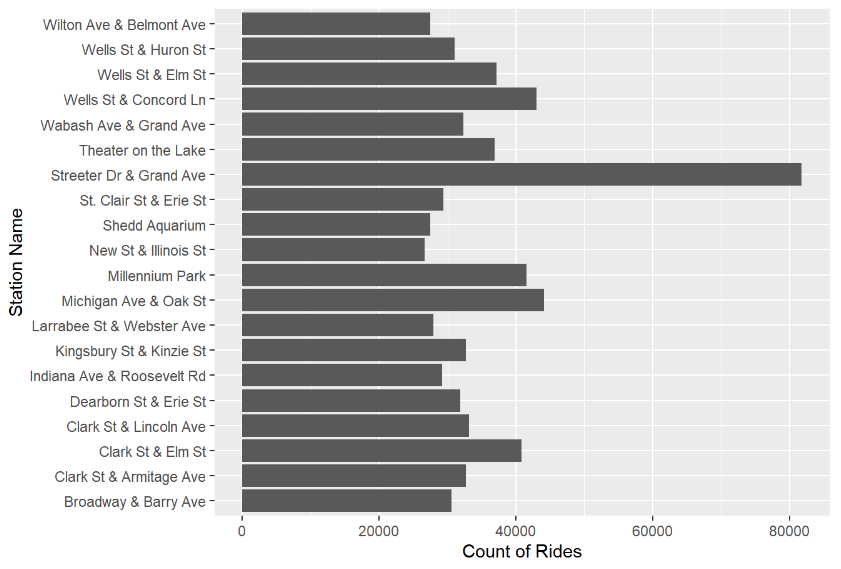 Station Name
Wilton Ave & Belmont Ave
Wells St & Huron St
Wells St & Elm St
Wells St & Concord Ln
Wabash Ave & Grand Ave
Theater on the Lake
Streeter Dr & Grand Ave
St. Clair St & Erie St
Shedd Aquarium
New St & Illinois St
Millennium Park
Michigan Ave & Oak St
Larrabee St & Webster Ave
Kingsbury St & Kinzie St
Indiana Ave & Roosevelt Rd
Dearborn St & Erie St
Clark St & Lincoln Ave
Clark St & Elm St
Clark St & Armitage Ave
Broadway & Barry Ave
0 20000 40000 60000 80000
Count of Rides